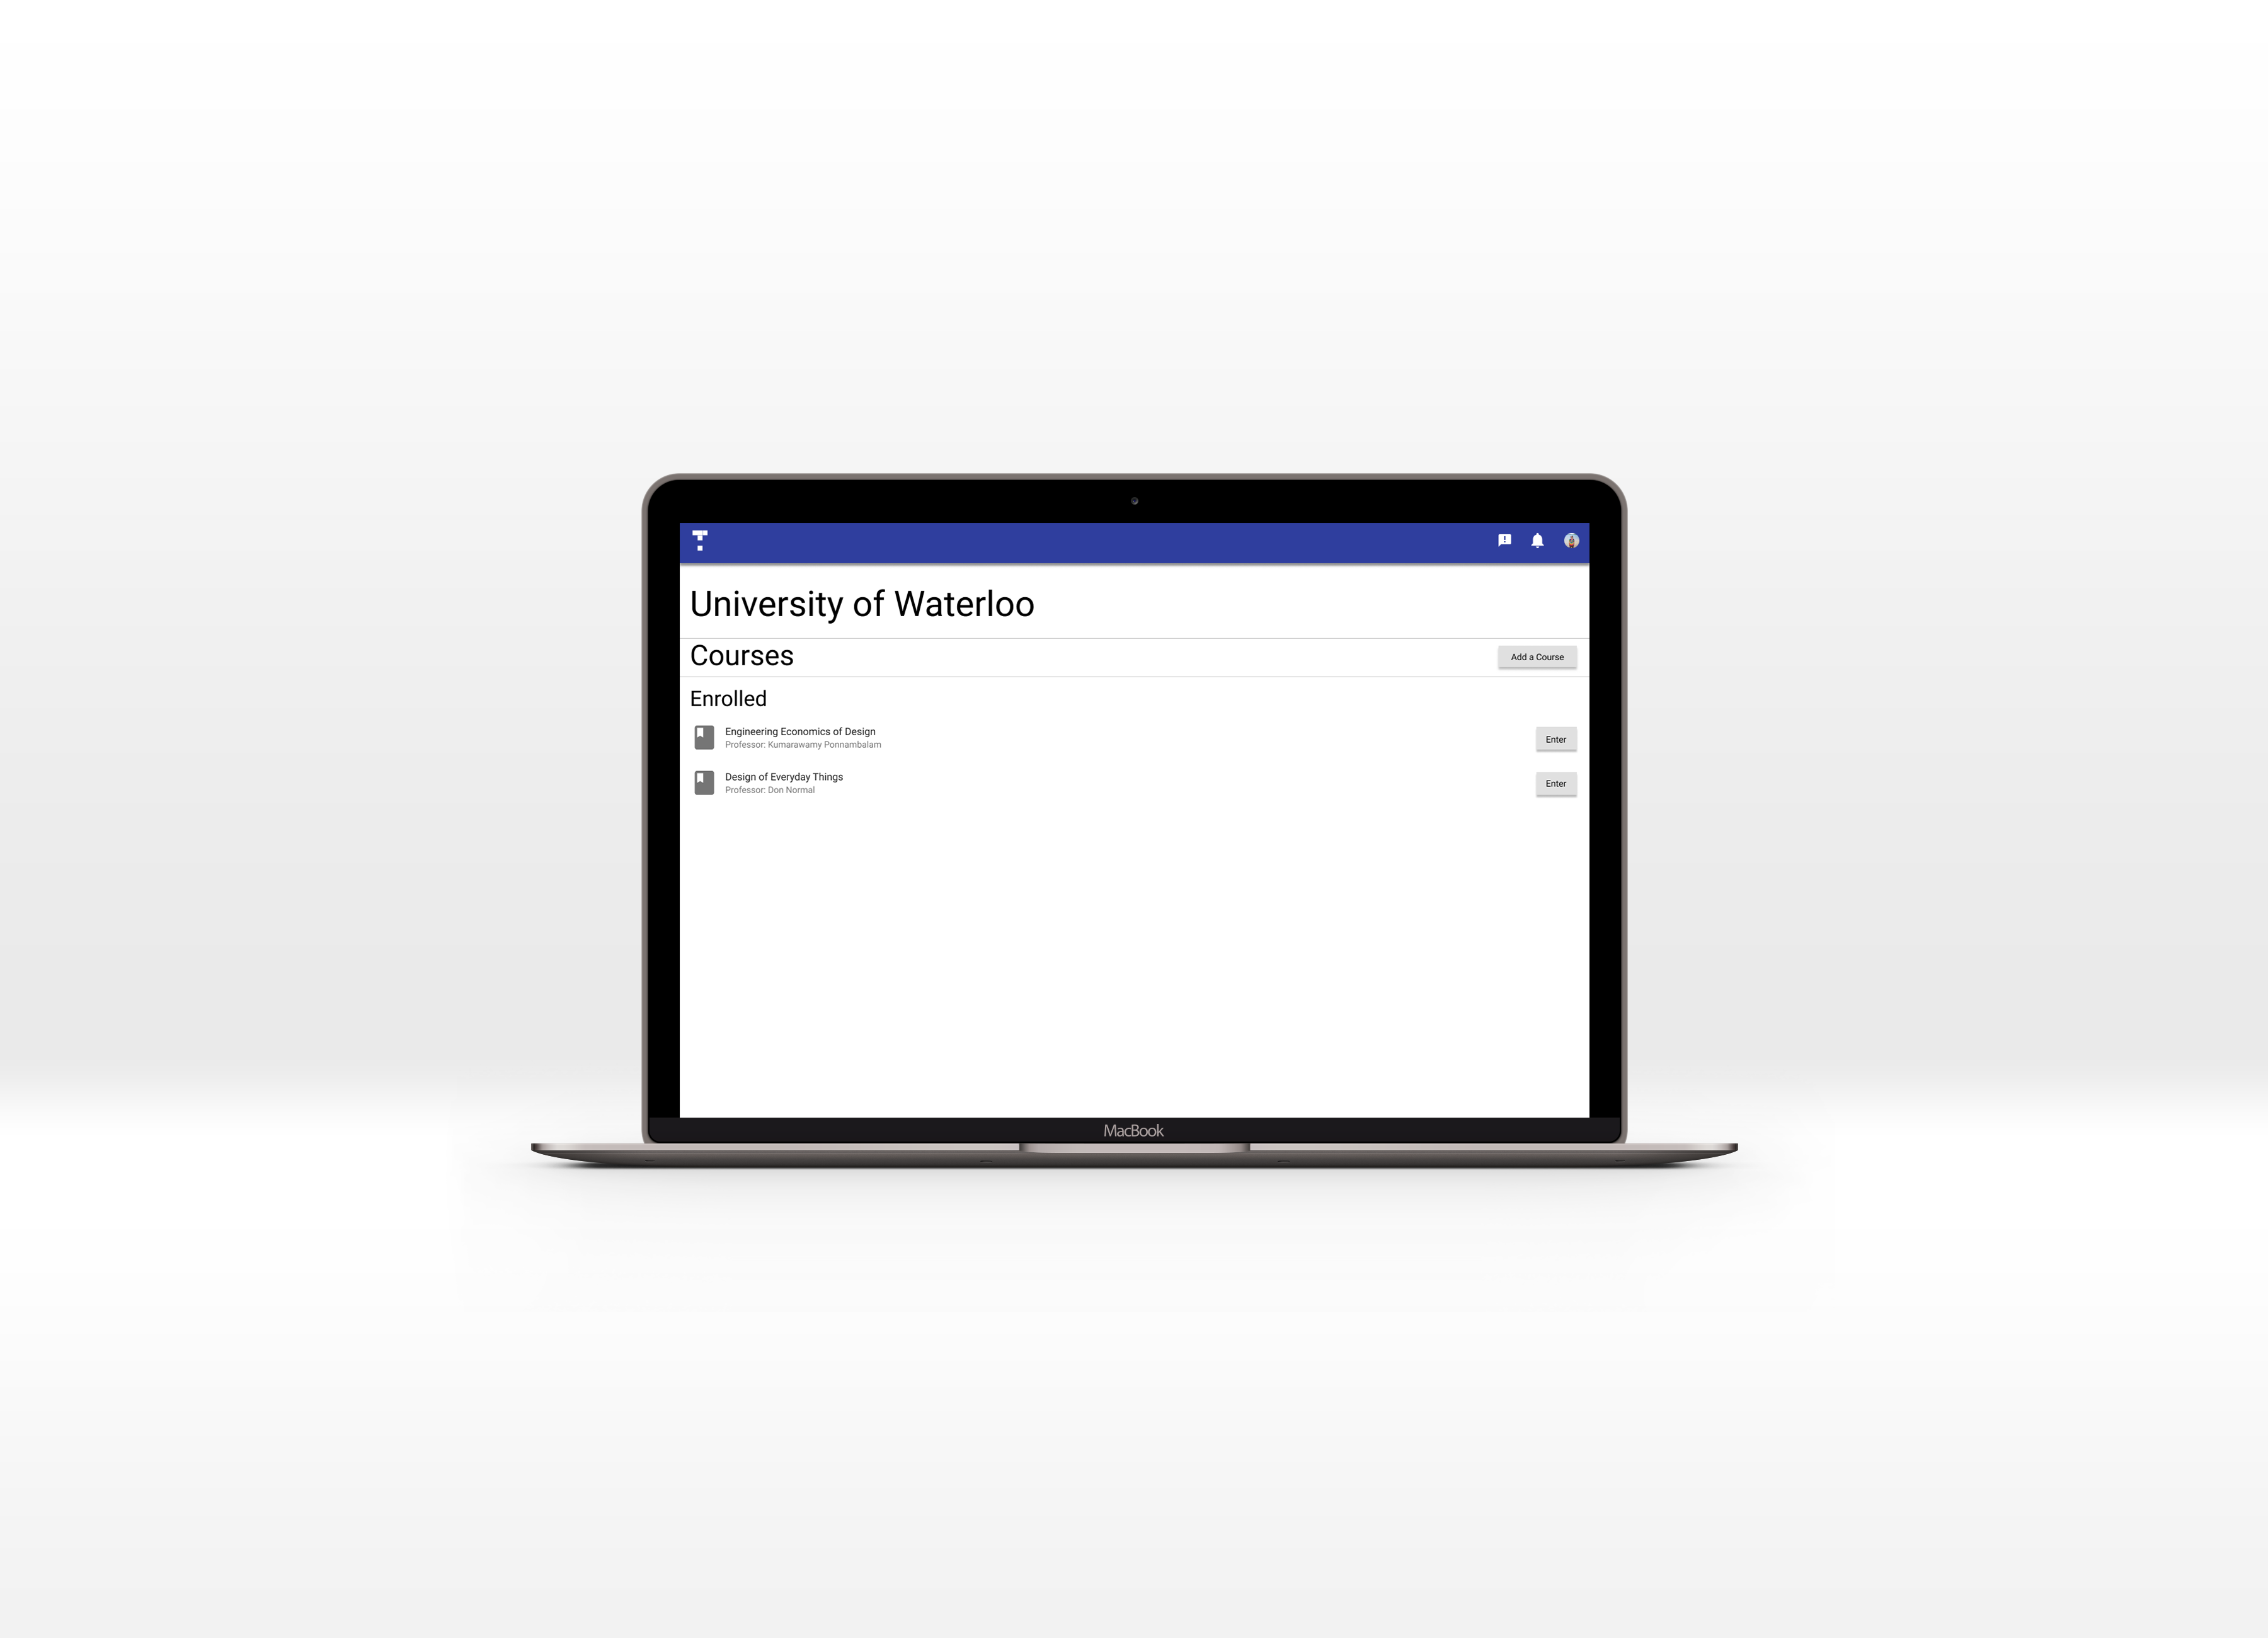 University of Waterloo
Courses
Add a Course
Enrolled
Engineering Economics of Design
Professor: Kumarawamy Ponnambalam
Enter
Design of Everyday Things
Professor: Don Normal
Enter
MacBook